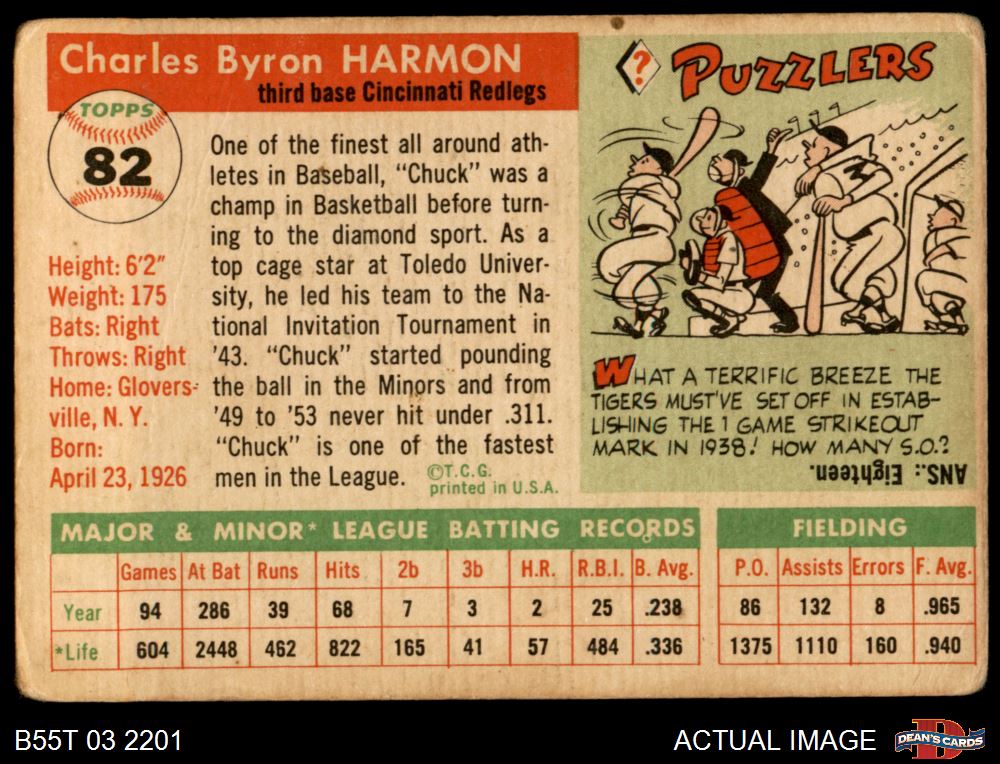 Charles Byron HARMON
third base Cincinnati Redlegs
TOPPS
82
Height: 6'2"
Weight: 175
Bats: Right
Throws: Right
Home: Glovers-
ville, N. Y.
Born:
April 23, 1926
One of the finest all around ath-
letes in Baseball, "Chuck" was a
champ in Basketball before turn-
ing to the diamond sport. As a
top cage star at Toledo Univer-
sity, he led his team to the Na-
tional Invitation Tournament in
'43. "Chuck" started pounding
the ball in the Minors and from
'49 to '53 never hit under .311.
"Chuck" is one of the fastest
men in the League.
©T.C.G.
printed in U.S.A.
? PUZZLERS
M
WHAT A TERRIFIC BREEZE THE
TIGERS MUST'VE SET OFF IN ESTAB-
LISHING THE 1 GAME STRIKEOUT
MARK IN 1938! HOW MANY S.O.?
ANS.: Eighteen.
MAJOR & MINOR* LEAGUE BATTING RECORDS
Games At Bat Runs Hits 2b 3b H.R. R.B.I. B. Avg.
Year 94 286 39 68 7 3 2 25 .238
*Life 604 2448 462 822 165 41 57 484 .336
FIELDING
P.O. Assists Errors F. Avg.
86 132 8 .965
1375 1110 160 .940
B55T 03 2201
ACTUAL IMAGE
D
DEAN'S CARDS